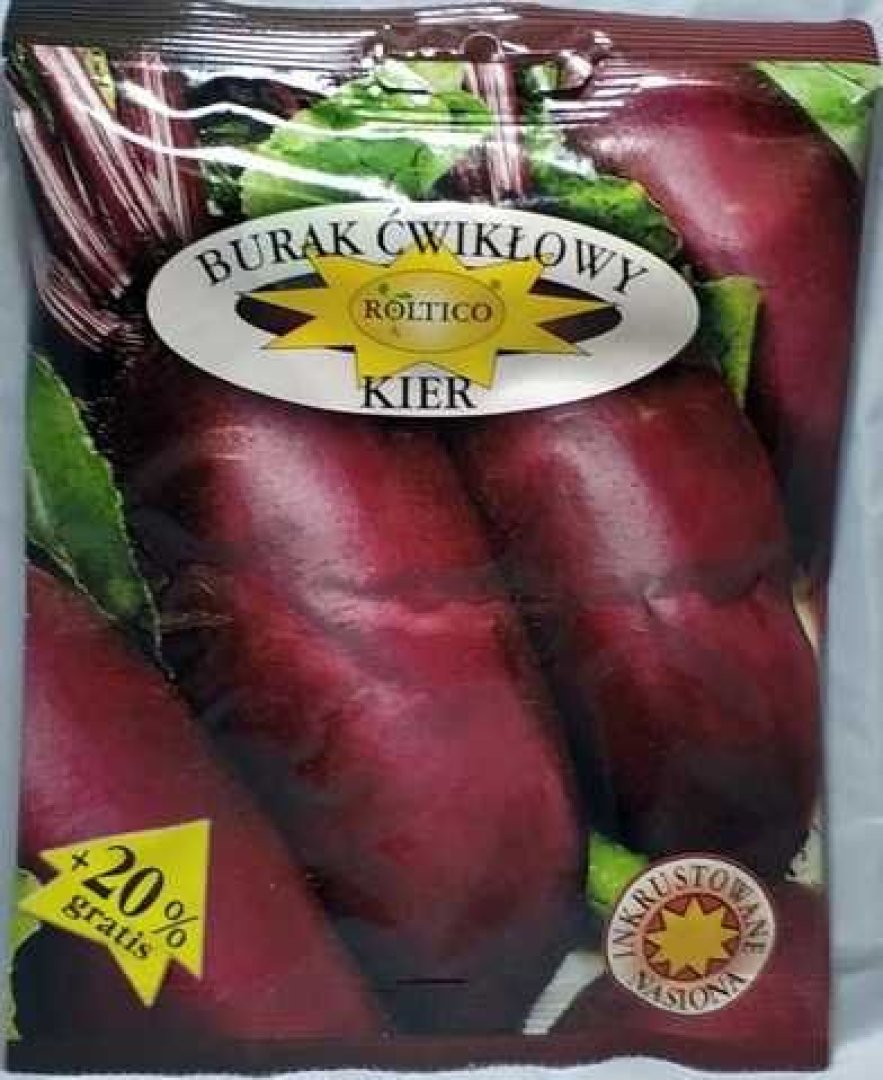 BURAK ĆWIKŁOWY
ROLTICO
KIER
+20%
gratis
INKRUSTOWANE
NASIONA